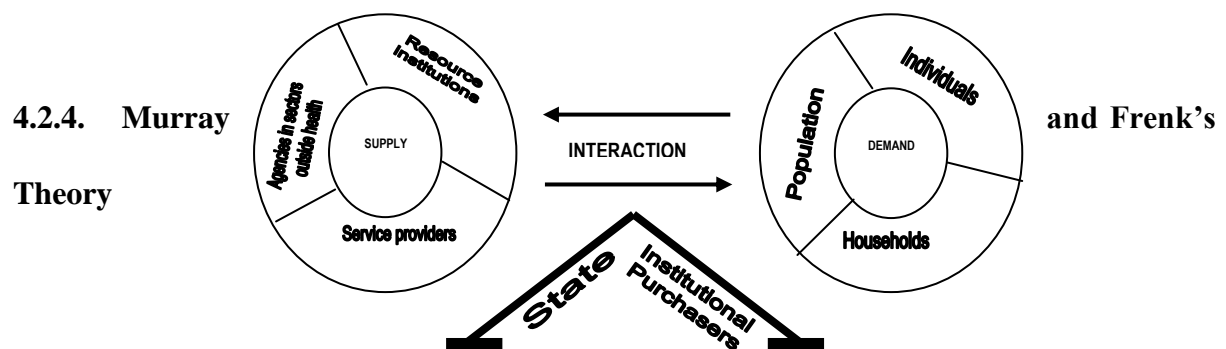 4.2.4. Murray and Frenk's
Theory
Resource
Institutions
Agencies in sectors
outside health
SUPPLY
Service providers
INTERACTION
Individuals
Population
DEMAND
Households
State
Institutional
Purchasers